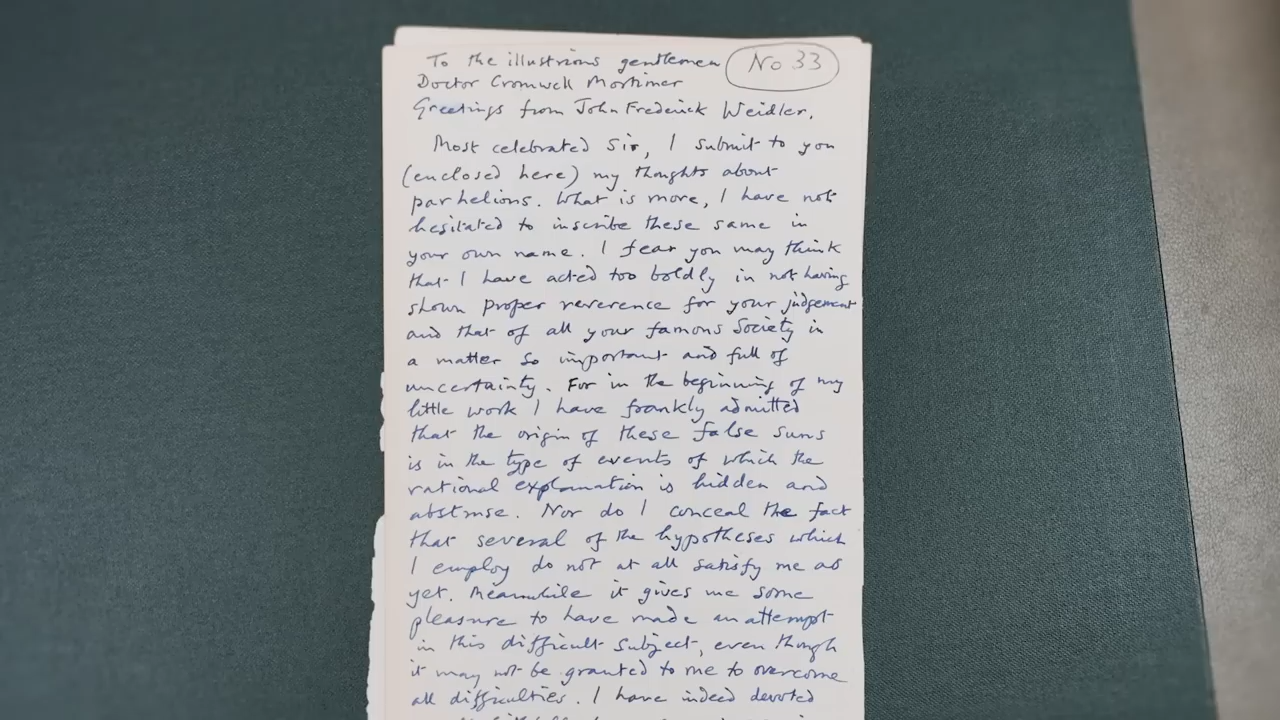 To the illustrious gentlemen No 33
Doctor Cromwell Mortimer
Greetings from John Frederick Weidler.
Most celebrated Sir, I submit to you
(enclosed here) my thoughts about
parhelions. What is more, I have not
hesitated to inscribe these same in
your own name. I fear you may think
that I have acted too boldly in not having
shown proper reverence for your judgement
and that of all your famous Society in
a matter so important and full of
uncertainty. For in the beginning of my
little work I have frankly admitted
that the origin of these false suns
is in the type of events of which the
rational explanation is hidden and
abstruse. Nor do I conceal the fact
that several of the hypotheses which
I employ do not at all satisfy me as
yet. Meanwhile it gives me some
pleasure to have made an attempt
in this difficult subject, even though
it may not be granted to me to overcome
all difficulties. I have indeed devoted